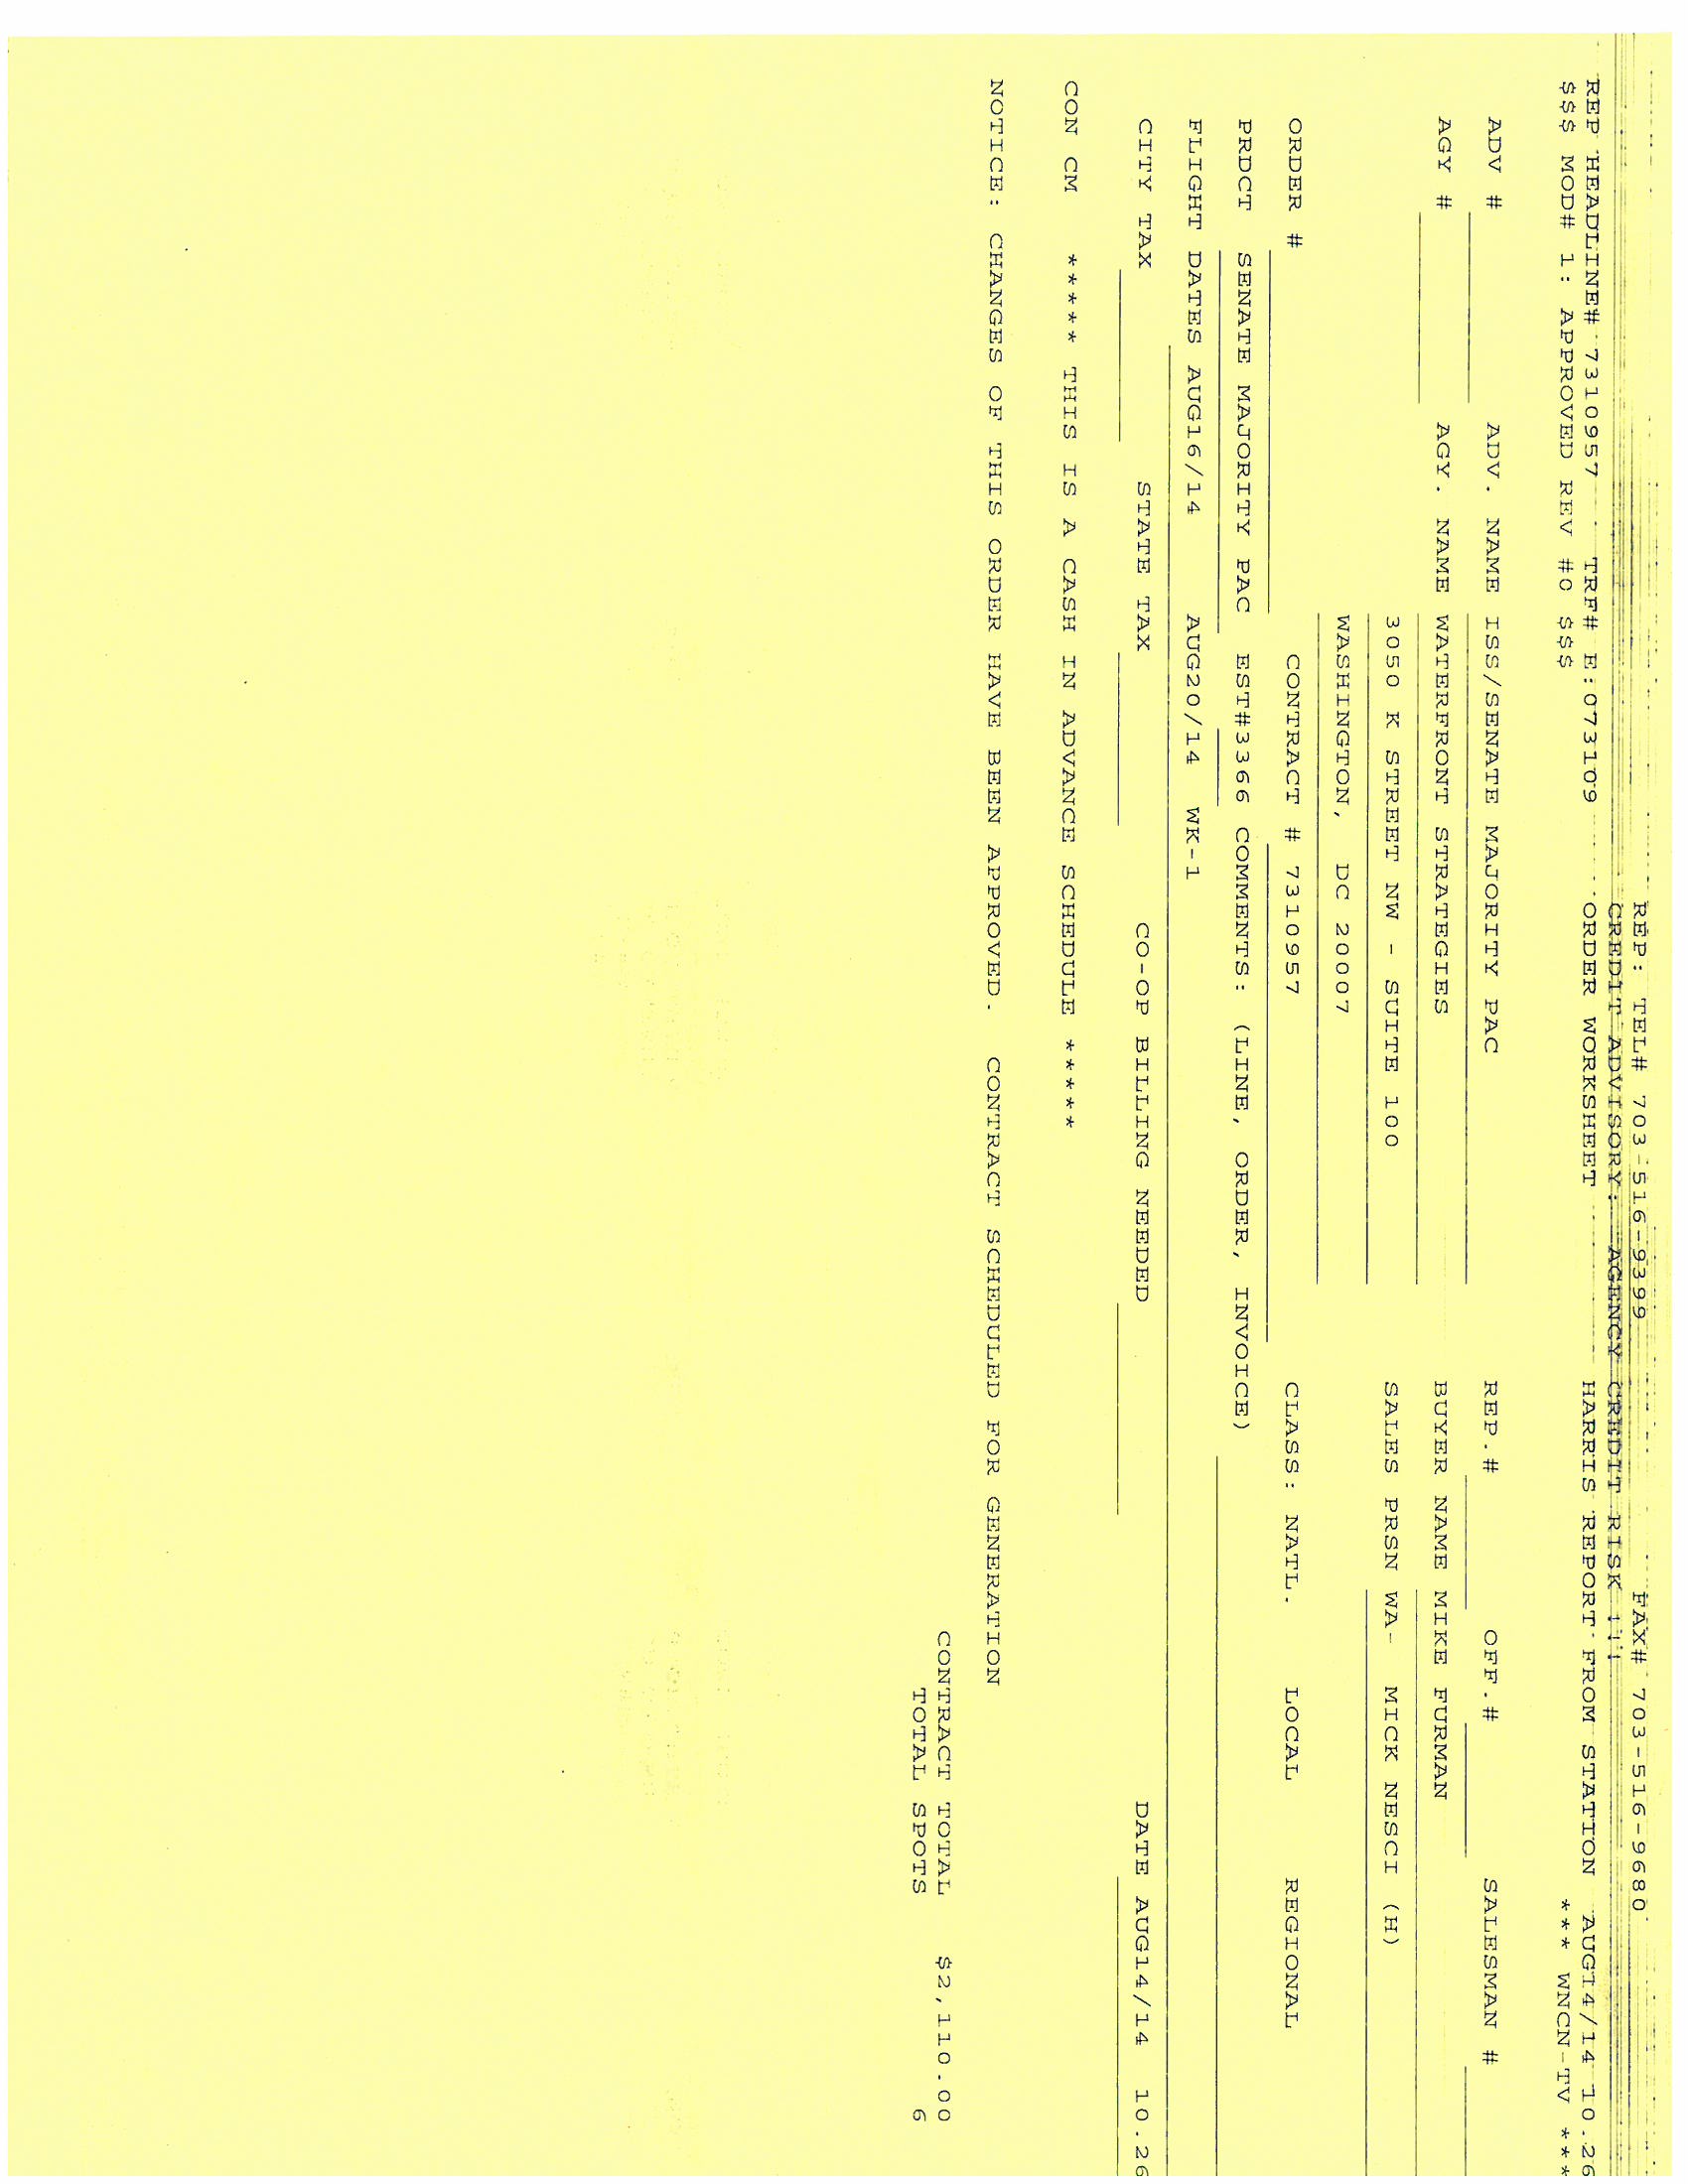 REP: TEL# 703-516-9399 FAX# 703-516-9680
CREDIT ADVISORY: AGENCY CREDIT RISK !!!
REP HEADLINE# 7310957 TRF# E:073109 ORDER WORKSHEET HARRIS REPORT FROM STATION AUG14/14 10.26
$$$ MOD# 1: APPROVED REV #0 $$$ *** WNCN-TV ***
ADV # ADV. NAME ISS/SENATE MAJORITY PAC REP.# OFF.# SALESMAN #
AGY # AGY. NAME WATERFRONT STRATEGIES BUYER NAME MIKE FURMAN
3050 K STREET NW - SUITE 100 SALES PRSN WA- MICK NESCI (H)
WASHINGTON, DC 20007
ORDER # CONTRACT # 7310957 CLASS: NATL. LOCAL REGIONAL
PRDCT SENATE MAJORITY PAC EST#3366 COMMENTS: (LINE, ORDER, INVOICE)
FLIGHT DATES AUG16/14 AUG20/14 WK-1
CITY TAX STATE TAX CO-OP BILLING NEEDED DATE AUG14/14 10.26
CON CM ***** THIS IS A CASH IN ADVANCE SCHEDULE *****
NOTICE: CHANGES OF THIS ORDER HAVE BEEN APPROVED. CONTRACT SCHEDULED FOR GENERATION
CONTRACT TOTAL $2,110.00
TOTAL SPOTS 6